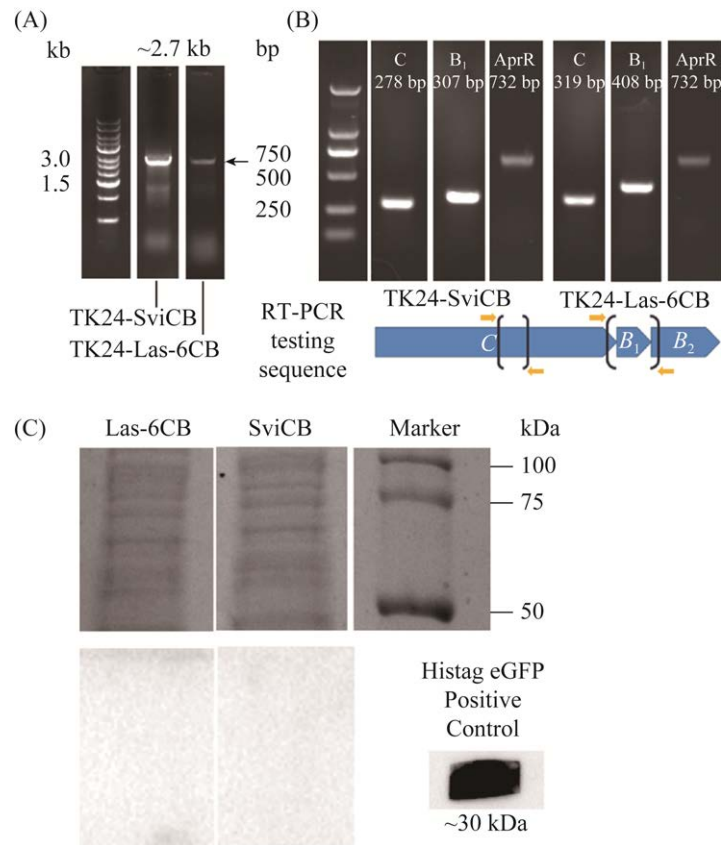 (A)
kb
~2.7 kb
bp
3.0
1.5
750
500
250
TK24-SviCB
TK24-Las-6CB
(B)
C
278 bp
B₁
307 bp
AprR
732 bp
C
319 bp
B₁
408 bp
AprR
732 bp
TK24-SviCB
TK24-Las-6CB
RT-PCR
testing
sequence
C
B₁
B₂
(C)
Las-6CB
SviCB
Marker
kDa
100
75
50
Histag eGFP
Positive
Control
~30 kDa